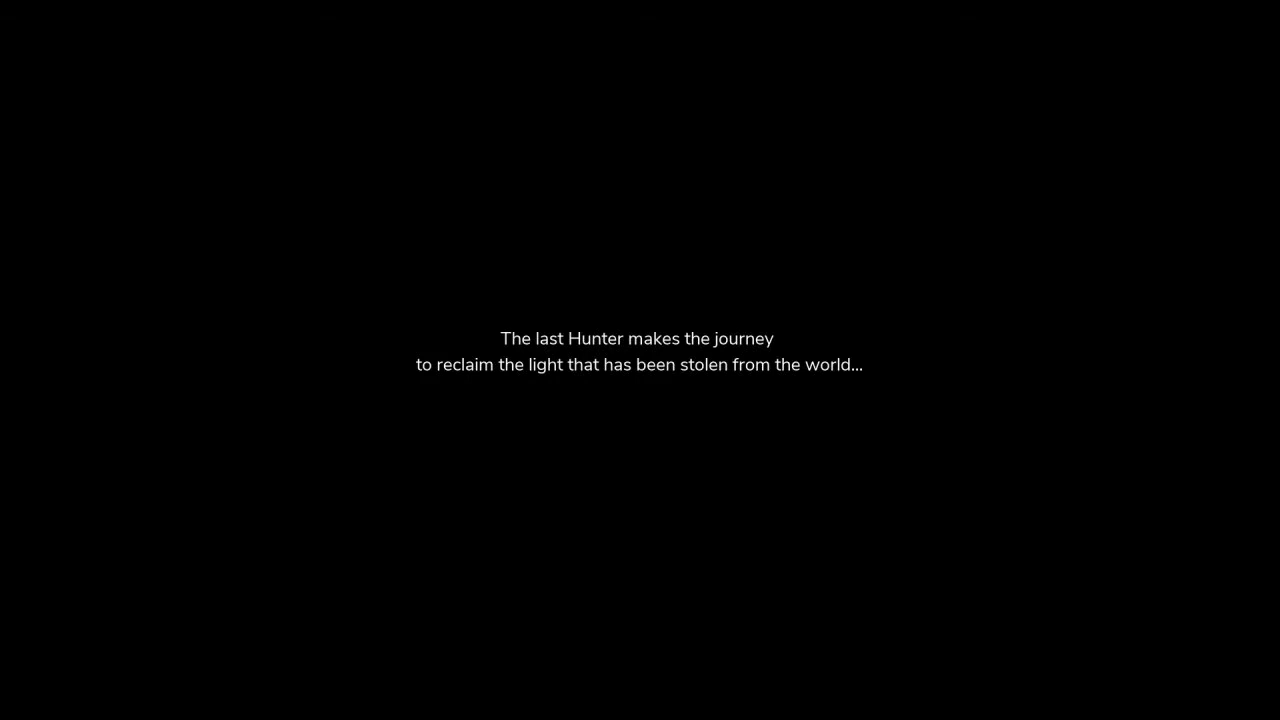 The last Hunter makes the journey
to reclaim the light that has been stolen from the world...